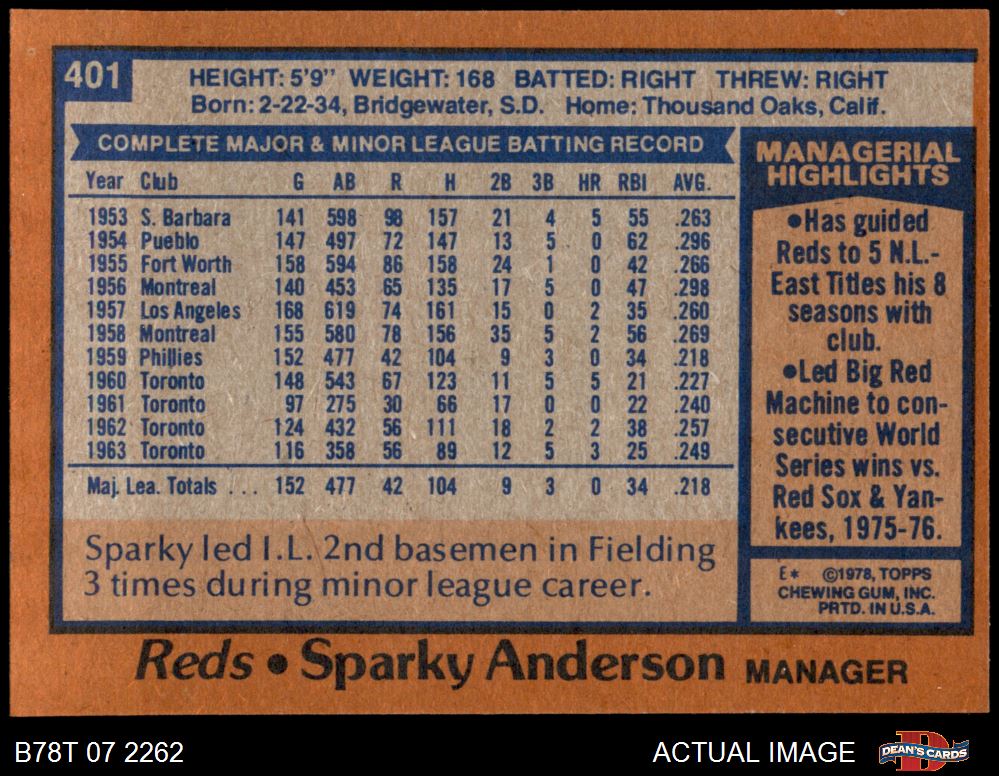 401
HEIGHT: 5'9" WEIGHT: 168 BATTED: RIGHT THREW: RIGHT
Born: 2-22-34, Bridgewater, S.D. Home: Thousand Oaks, Calif.
COMPLETE MAJOR & MINOR LEAGUE BATTING RECORD
Year Club G AB R H 2B 3B HR RBI AVG.
1953 S. Barbara 141 598 98 157 21 4 5 55 .263
1954 Pueblo 147 497 72 147 13 5 0 62 .296
1955 Fort Worth 158 594 86 158 24 1 0 42 .266
1956 Montreal 140 453 65 135 17 5 0 47 .298
1957 Los Angeles 168 619 74 161 15 0 2 35 .260
1958 Montreal 155 580 78 156 35 5 2 56 .269
1959 Phillies 152 477 42 104 9 3 0 34 .218
1960 Toronto 148 543 67 123 11 5 5 21 .227
1961 Toronto 97 275 30 66 17 0 0 22 .240
1962 Toronto 124 432 56 111 18 2 2 38 .257
1963 Toronto 116 358 56 89 12 5 3 25 .249
Maj. Lea. Totals ... 152 477 42 104 9 3 0 34 .218
Sparky led I.L. 2nd basemen in Fielding
3 times during minor league career.
MANAGERIAL
HIGHLIGHTS
●Has guided
Reds to 5 N.L.-
East Titles his 8
seasons with
club.
●Led Big Red
Machine to con-
secutive World
Series wins vs.
Red Sox & Yan-
kees, 1975-76.
E* ©1978, TOPPS
CHEWING GUM, INC.
PRTD. IN U.S.A.
Reds • Sparky Anderson MANAGER
B78T 07 2262
ACTUAL IMAGE
DEAN'S CARDS